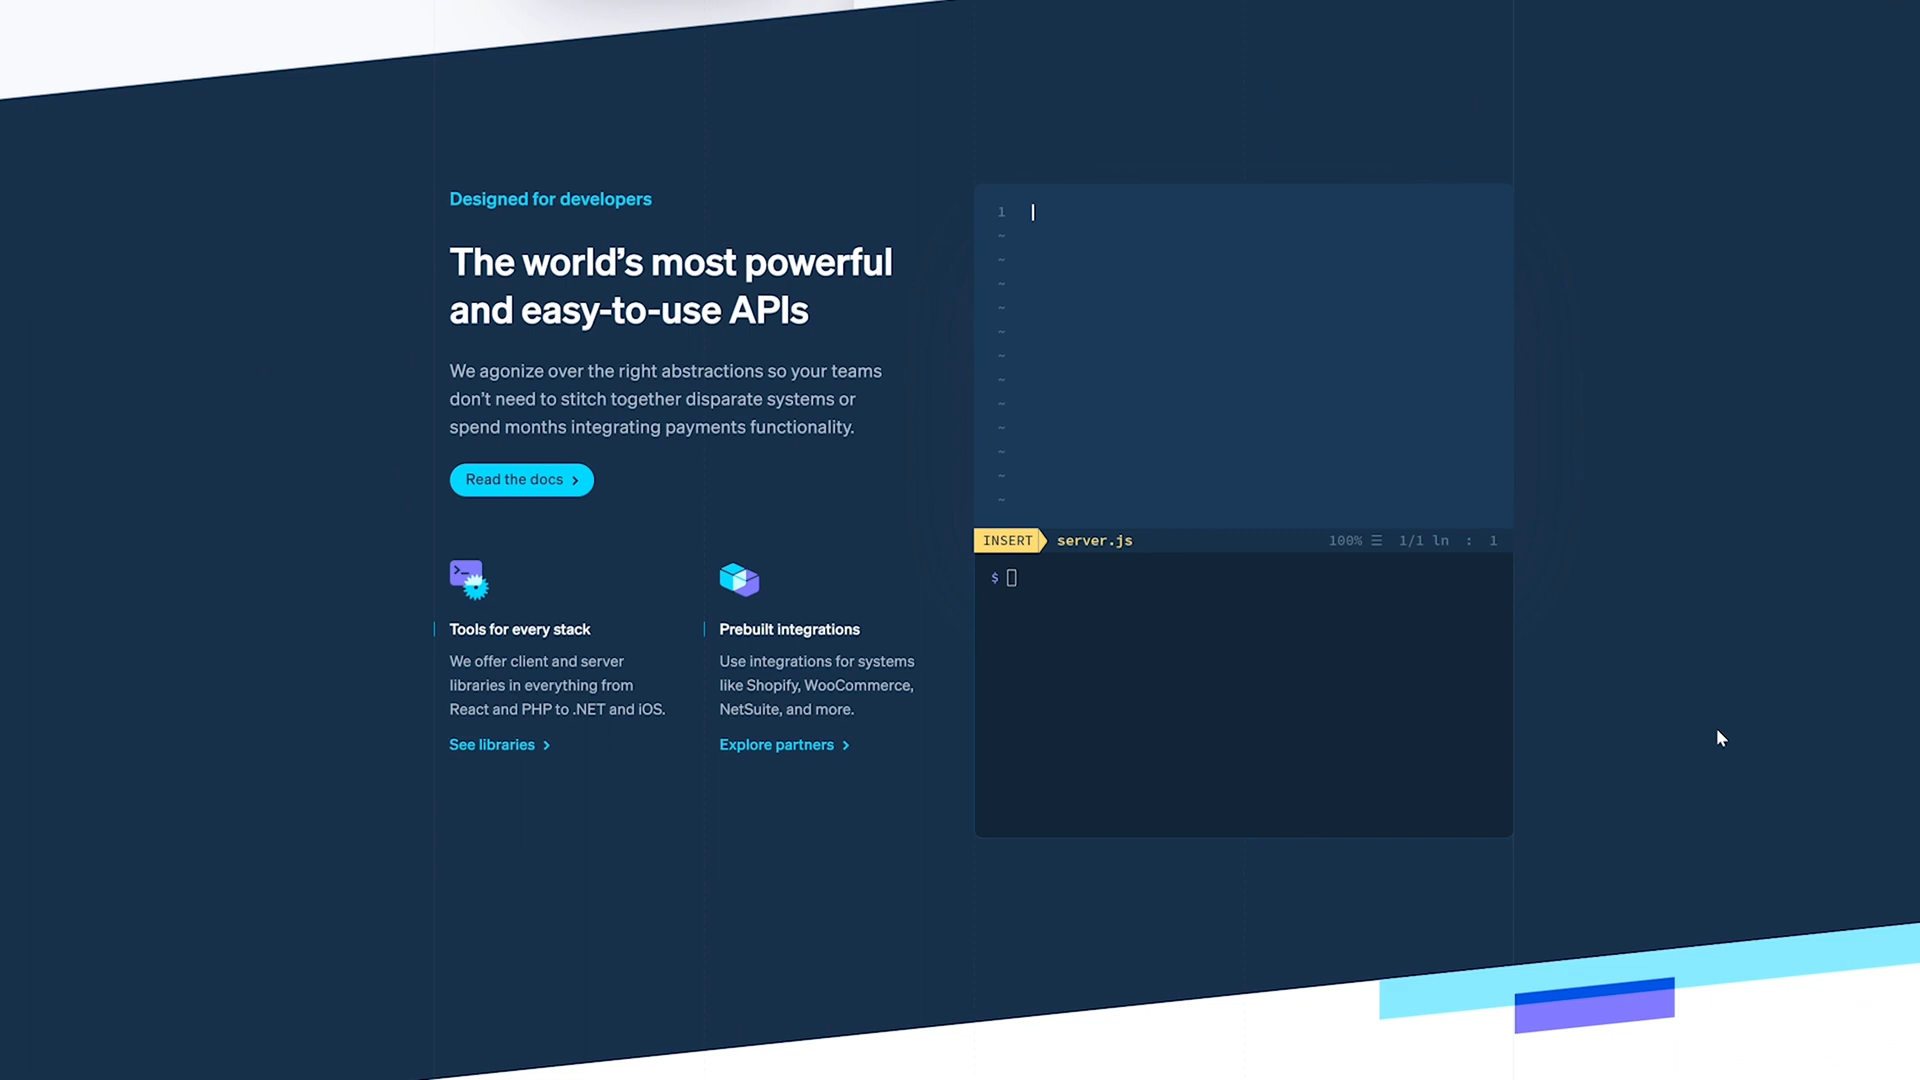 Designed for developers
The world’s most powerful
and easy-to-use APIs
We agonize over the right abstractions so your teams
don’t need to stitch together disparate systems or
spend months integrating payments functionality.
Read the docs
>_
Tools for every stack
We offer client and server
libraries in everything from
React and PHP to .NET and iOS.
See libraries
Prebuilt integrations
Use integrations for systems
like Shopify, WooCommerce,
NetSuite, and more.
Explore partners
1
~
~
~
~
~
~
~
~
~
~
~
~
INSERT server.js 100% ☰ 1/1 ln : 1
$